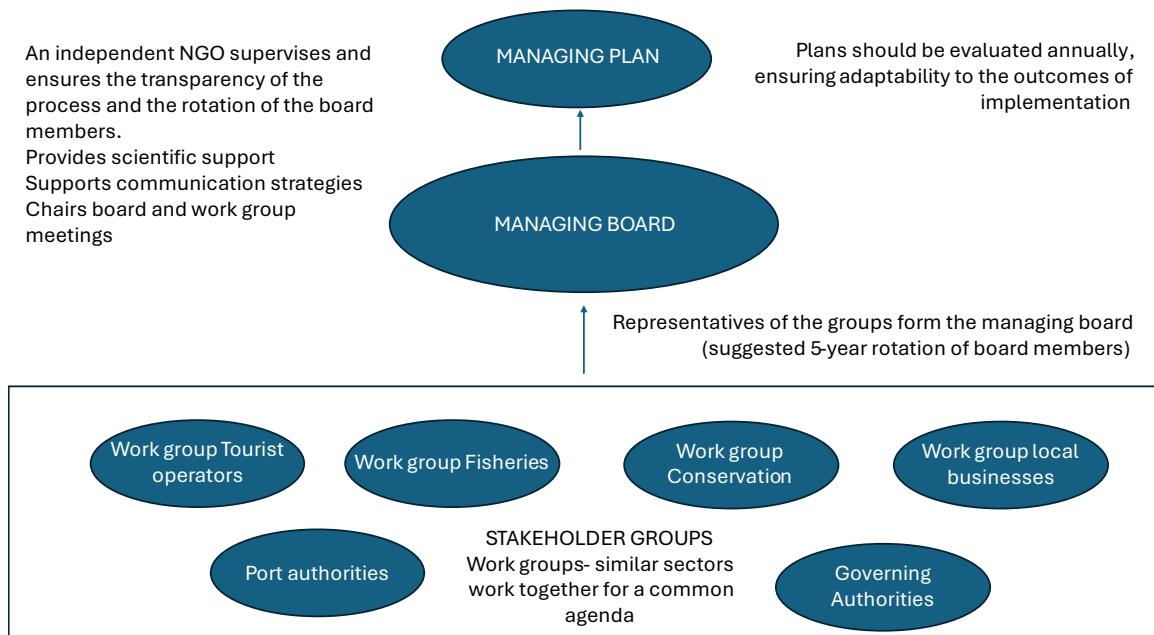 An independent NGO supervises and
ensures the transparency of the
process and the rotation of the board
members.
Provides scientific support
Supports communication strategies
Chairs board and work group
meetings
MANAGING PLAN
Plans should be evaluated annually,
ensuring adaptability to the outcomes of
implementation
MANAGING BOARD
Representatives of the groups form the managing board
(suggested 5-year rotation of board members)
Work group Tourist
operators
Work group Fisheries
Work group
Conservation
Work group local
businesses
Port authorities
STAKEHOLDER GROUPS
Work groups- similar sectors
work together for a common
agenda
Governing
Authorities